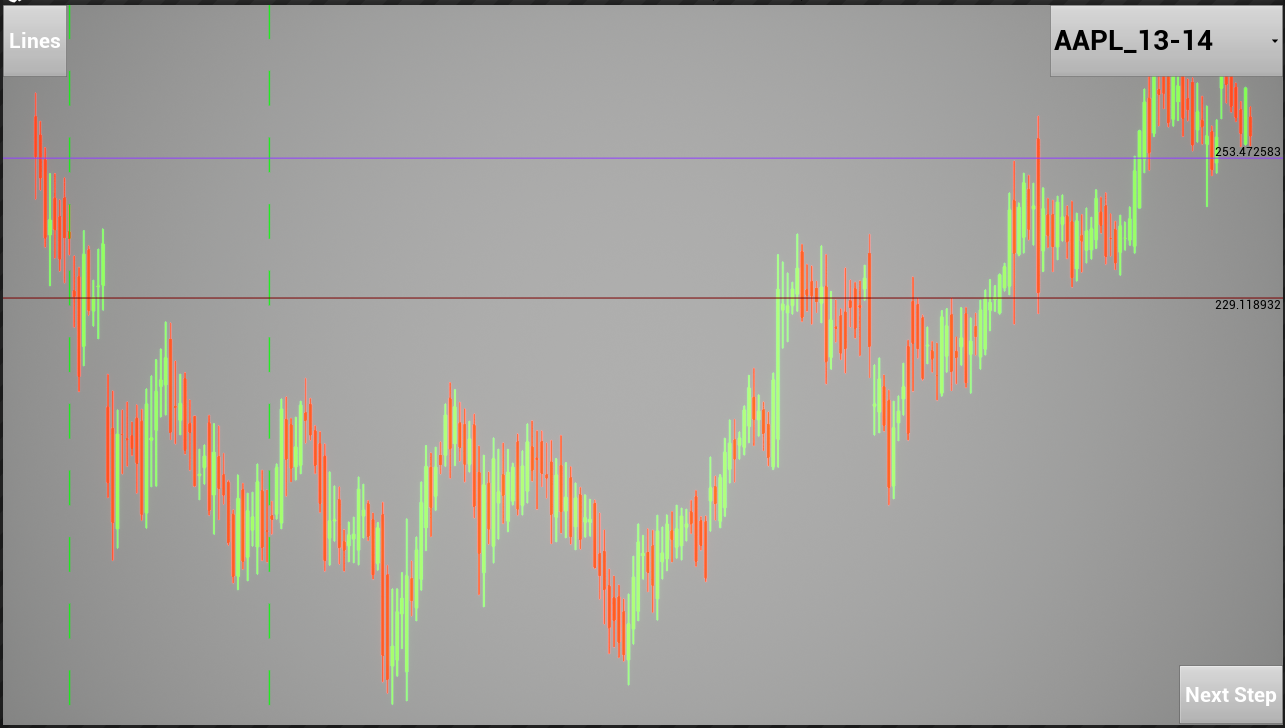 Lines
AAPL_13-14
253.472583
229.118932
Next Step